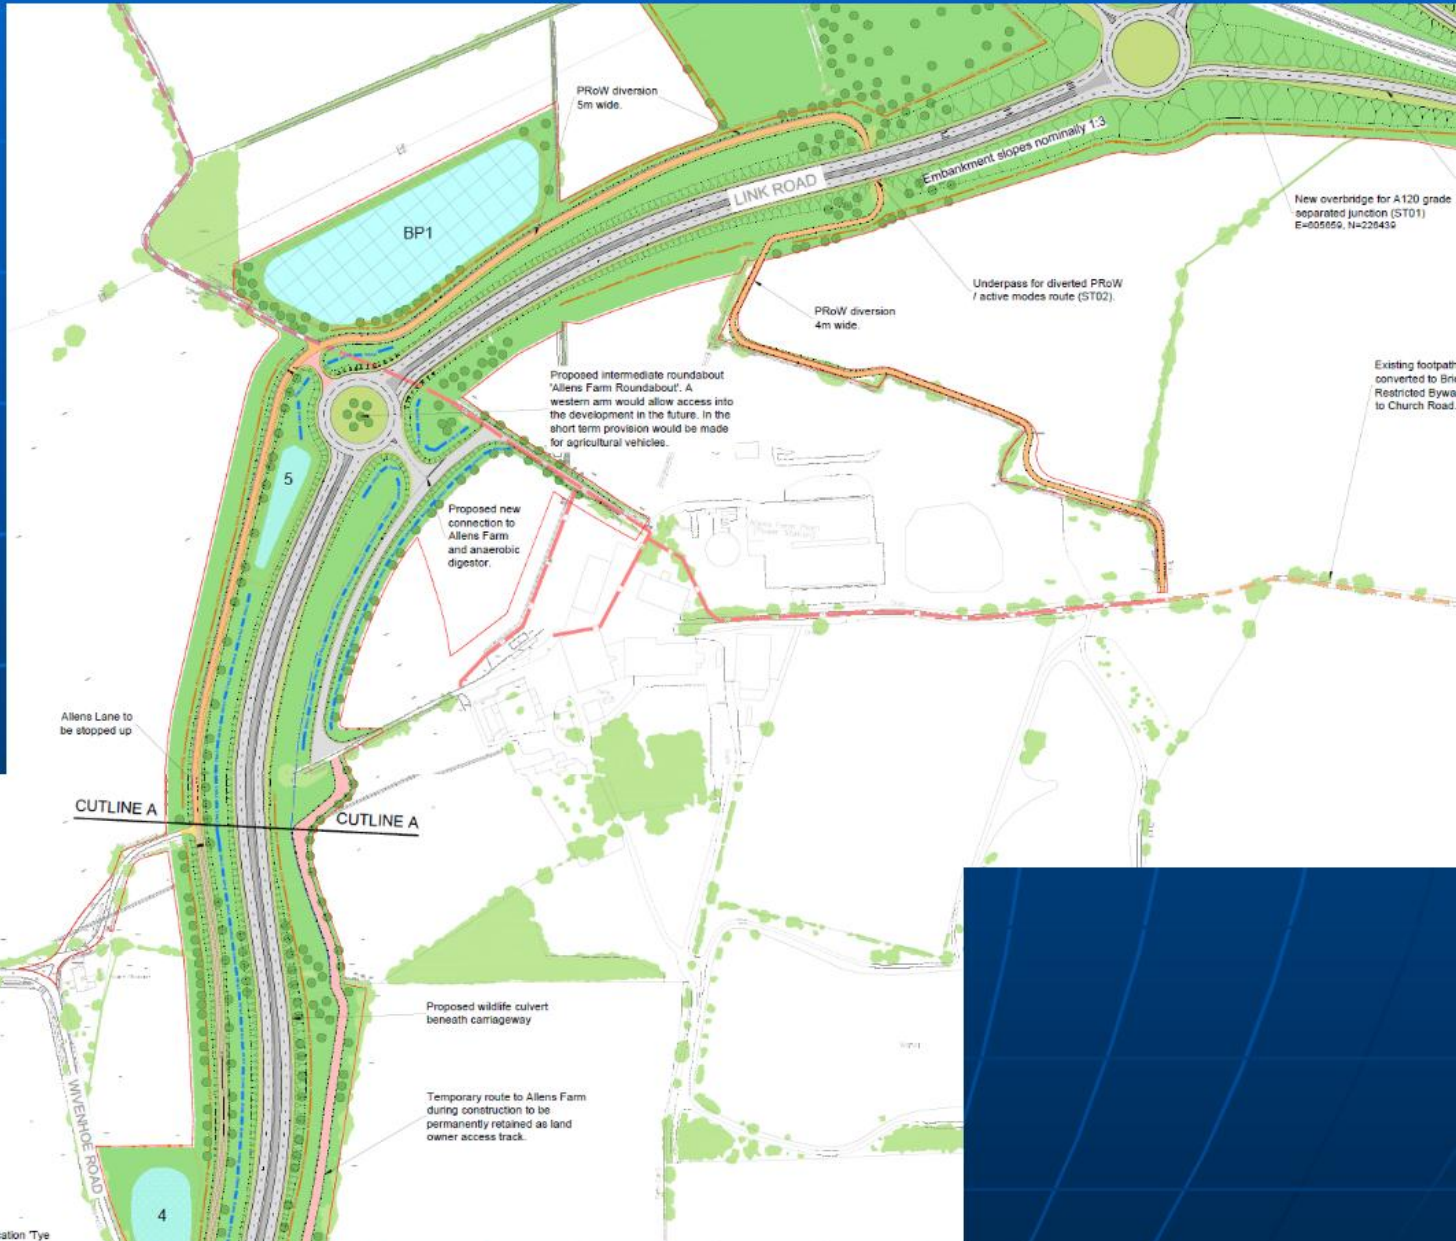 PRoW diversion
5m wide.
BP1
LINK ROAD
Embankment slopes nominally 1:3
New overbridge for A120 grade
separated junction (ST01)
E=605659, N=226439
Underpass for diverted PRoW
/ active modes route (ST02).
PRoW diversion
4m wide.
Existing footpath
converted to
Restricted
to Church Road.
Proposed intermediate roundabout
'Allens Farm Roundabout'. A
western arm would allow access into
the development in the future. In the
short term provision would be made
for agricultural vehicles.
5
Proposed new
connection to
Allens Farm
and anaerobic
digestor.
Allens Lane to
be stopped up
CUTLINE A
CUTLINE A
Proposed wildlife culvert
beneath carriageway
Temporary route to Allens Farm
during construction to be
permanently retained as land
owner access track.
WIVENHOE ROAD
4